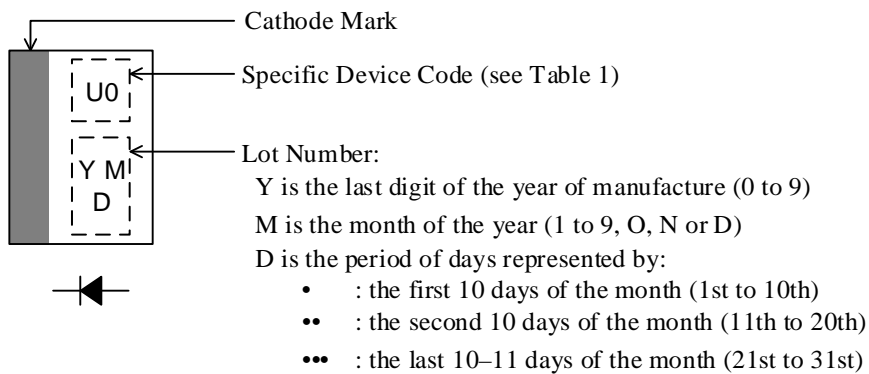 Cathode Mark
Specific Device Code (see Table 1)
U0
Lot Number:
Y M
D
Y is the last digit of the year of manufacture (0 to 9)
M is the month of the year (1 to 9, O, N or D)
D is the period of days represented by:
• : the first 10 days of the month (1st to 10th)
•• : the second 10 days of the month (11th to 20th)
••• : the last 10–11 days of the month (21st to 31st)